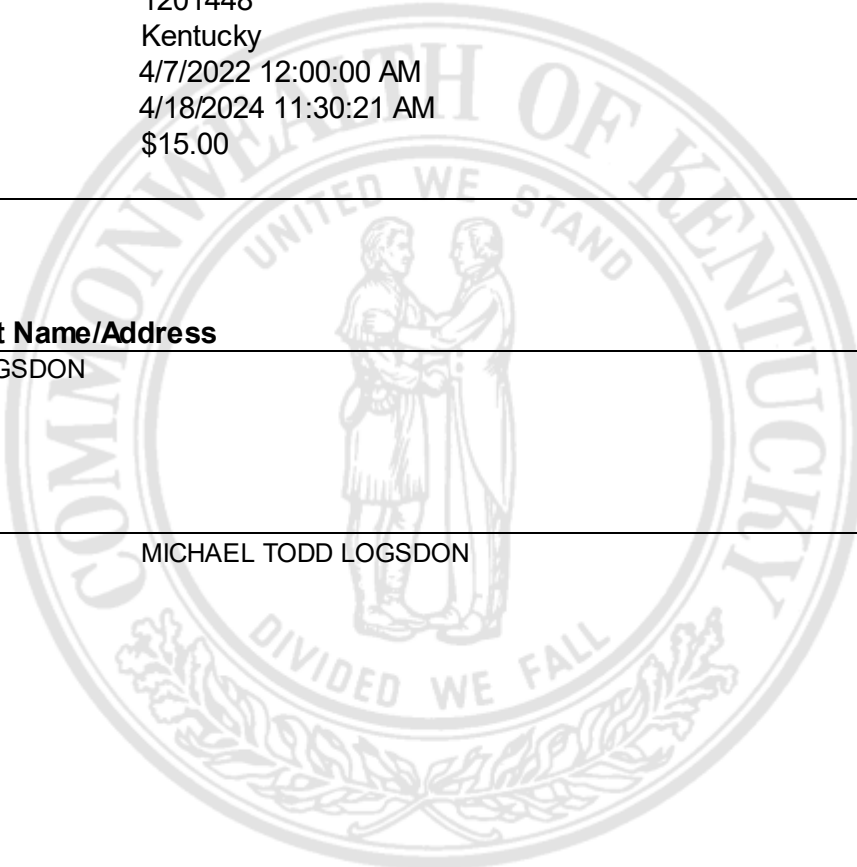 1201448
Kentucky
4/7/2022 12:00:00 AM
4/18/2024 11:30:21 AM
$15.00
COMMONWEALTH OF KENTUCKY
UNITED WE STAND
t Name/Address
GSDON
MICHAEL TODD LOGSDON
DIVIDED WE FALL